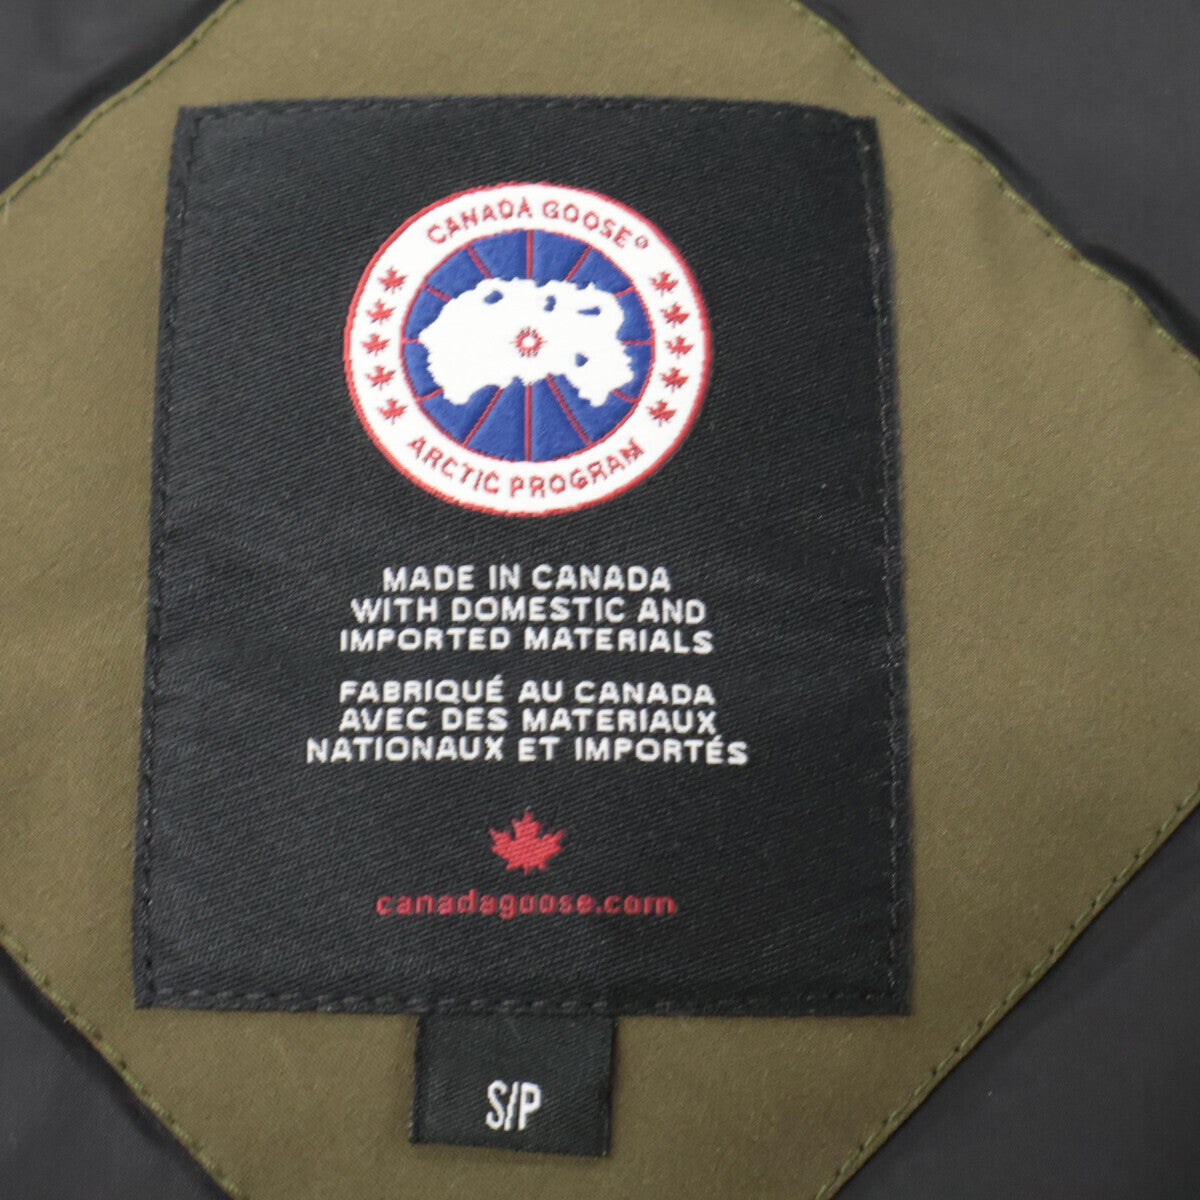 CANADA GOOSE®
ARCTIC PROGRAM
MADE IN CANADA
WITH DOMESTIC AND
IMPORTED MATERIALS
FABRIQUÉ AU CANADA
AVEC DES MATERIAUX
NATIONAUX ET IMPORTÉS
canadagoose.com
S/P